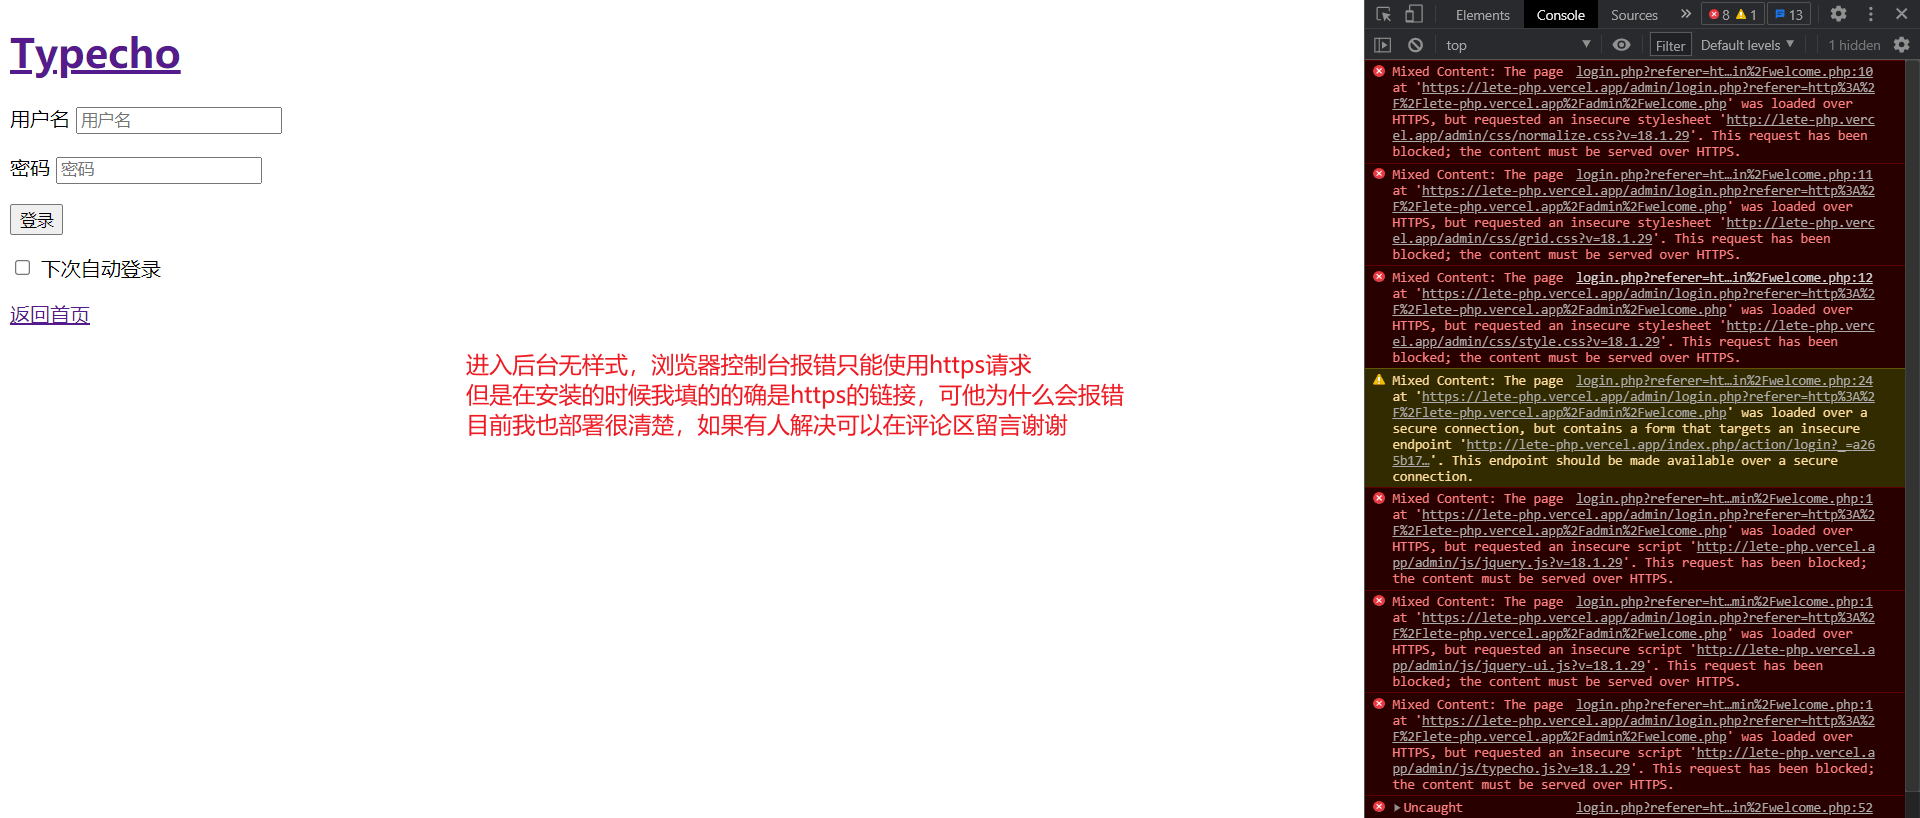 Typecho
用户名 用户名
密码 密码
登录
下次自动登录
返回首页
进入后台无样式，浏览器控制台报错只能使用https请求
但是在安装的时候我填的的确是https的链接，可他为什么会报错
目前我也部署很清楚，如果有人解决可以在评论区留言谢谢
Elements Console Sources » 8 1 13
top Filter Default levels 1 hidden
Mixed Content: The page login.php?referer=ht…in%2Fwelcome.php:10
at 'https://lete-php.vercel.app/admin/login.php?referer=http%3A%2
F%2Flete-php.vercel.app%2Fadmin%2Fwelcome.php' was loaded over
HTTPS, but requested an insecure stylesheet 'http://lete-php.verc
el.app/admin/css/normalize.css?v=18.1.29'. This request has been
blocked; the content must be served over HTTPS.
Mixed Content: The page login.php?referer=ht…in%2Fwelcome.php:11
at 'https://lete-php.vercel.app/admin/login.php?referer=http%3A%2
F%2Flete-php.vercel.app%2Fadmin%2Fwelcome.php' was loaded over
HTTPS, but requested an insecure stylesheet 'http://lete-php.verc
el.app/admin/css/grid.css?v=18.1.29'. This request has been
blocked; the content must be served over HTTPS.
Mixed Content: The page login.php?referer=ht…in%2Fwelcome.php:12
at 'https://lete-php.vercel.app/admin/login.php?referer=http%3A%2
F%2Flete-php.vercel.app%2Fadmin%2Fwelcome.php' was loaded over
HTTPS, but requested an insecure stylesheet 'http://lete-php.verc
el.app/admin/css/style.css?v=18.1.29'. This request has been
blocked; the content must be served over HTTPS.
Mixed Content: The page login.php?referer=ht…in%2Fwelcome.php:24
at 'https://lete-php.vercel.app/admin/login.php?referer=http%3A%2
F%2Flete-php.vercel.app%2Fadmin%2Fwelcome.php' was loaded over a
secure connection, but contains a form that targets an insecure
endpoint 'http://lete-php.vercel.app/index.php/action/login?_=a26
5b17…'. This endpoint should be made available over a secure
connection.
Mixed Content: The page login.php?referer=ht…min%2Fwelcome.php:1
at 'https://lete-php.vercel.app/admin/login.php?referer=http%3A%2
F%2Flete-php.vercel.app%2Fadmin%2Fwelcome.php' was loaded over
HTTPS, but requested an insecure script 'http://lete-php.vercel.a
pp/admin/js/jquery.js?v=18.1.29'. This request has been blocked;
the content must be served over HTTPS.
Mixed Content: The page login.php?referer=ht…min%2Fwelcome.php:1
at 'https://lete-php.vercel.app/admin/login.php?referer=http%3A%2
F%2Flete-php.vercel.app%2Fadmin%2Fwelcome.php' was loaded over
HTTPS, but requested an insecure script 'http://lete-php.vercel.a
pp/admin/js/jquery-ui.js?v=18.1.29'. This request has been
blocked; the content must be served over HTTPS.
Mixed Content: The page login.php?referer=ht…min%2Fwelcome.php:1
at 'https://lete-php.vercel.app/admin/login.php?referer=http%3A%2
F%2Flete-php.vercel.app%2Fadmin%2Fwelcome.php' was loaded over
HTTPS, but requested an insecure script 'http://lete-php.vercel.a
pp/admin/js/typecho.js?v=18.1.29'. This request has been blocked;
the content must be served over HTTPS.
Uncaught login.php?referer=ht…in%2Fwelcome.php:52